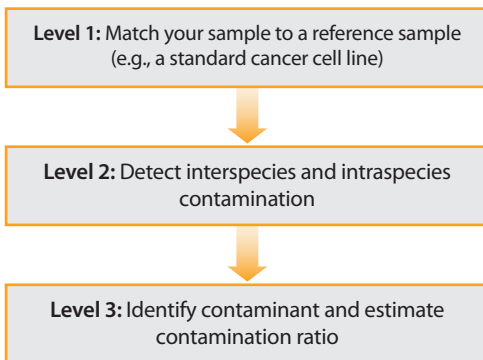 Level 1: Match your sample to a reference sample
(e.g., a standard cancer cell line)
Level 2: Detect interspecies and intraspecies
contamination
Level 3: Identify contaminant and estimate
contamination ratio